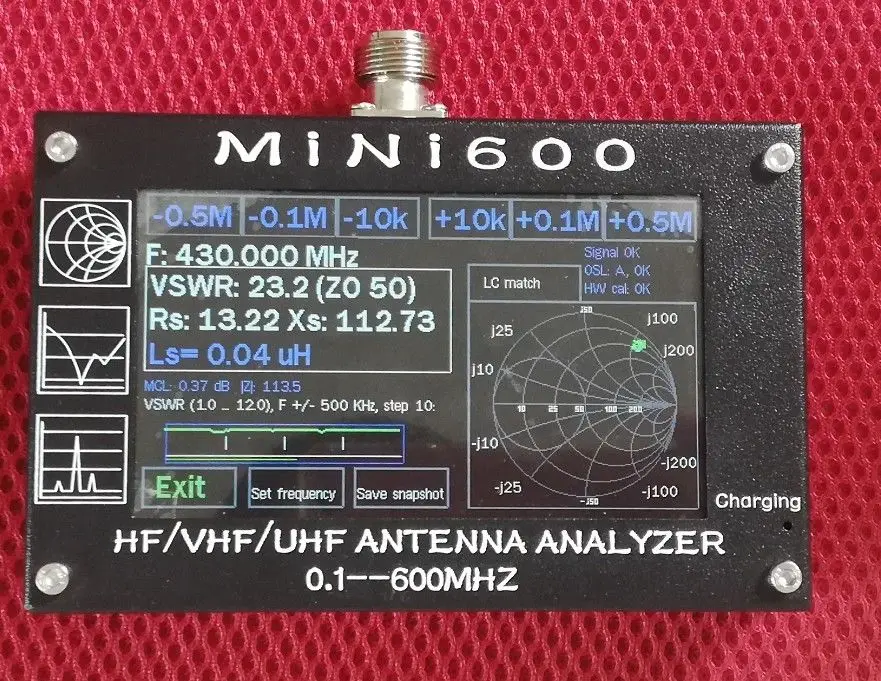 MiNi600
-0.5M -0.1M -10k +10k +0.1M +0.5M
F: 430.000 MHz
Signal OK
OSL: A, OK
HW cal: OK
VSWR: 23.2 (Z0 50)
Rs: 13.22 Xs: 112.73
Ls= 0.04 uH
LC match
MCL: 0.37 dB |Z|: 113.5
VSWR (1.0 _ 12.0), F +/- 500 KHz, step 10:
j50
j25 j100
j10 j200
10 25 50 100 200
-j10 -j200
-j25 -j100
-j50
Exit Set frequency Save snapshot
Charging
HF/VHF/UHF ANTENNA ANALYZER
0.1--600MHZ